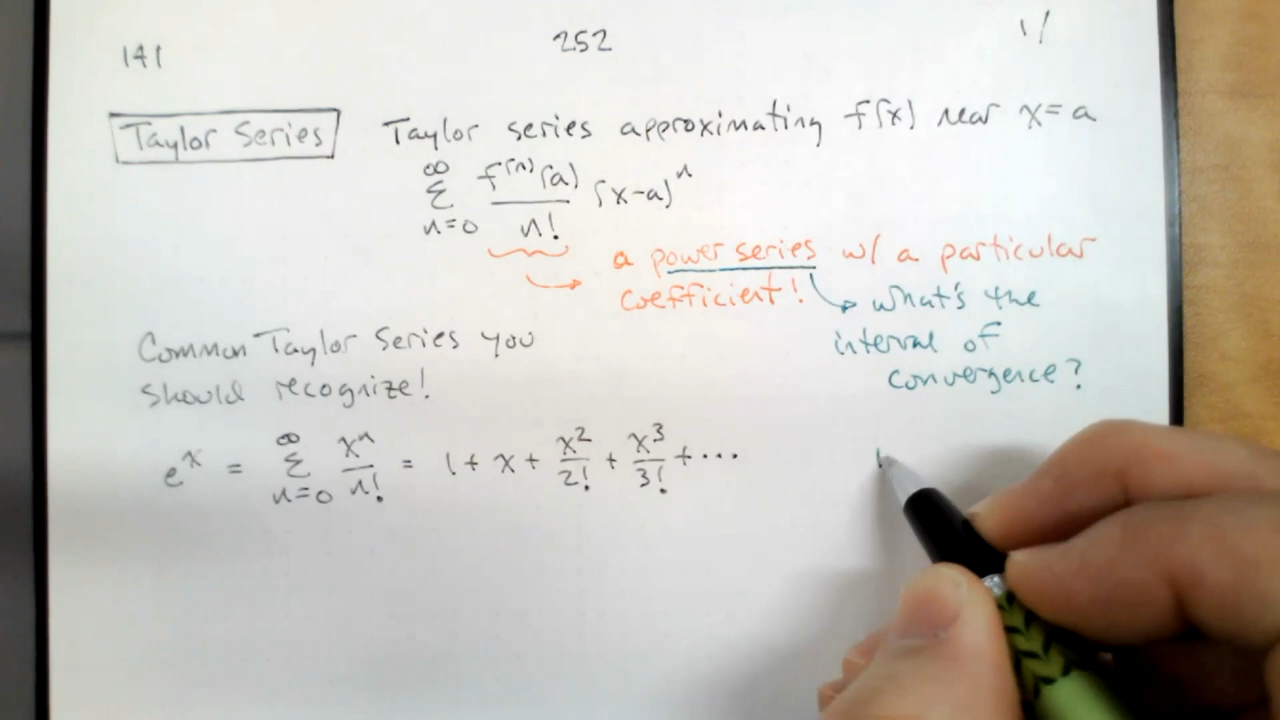 141 252 1/
Taylor Series Taylor series approximating f(x) near x=a
∞
Σ f⁽ⁿ⁾(a) (x-a)ⁿ
n=0 n!
a power series w/ a particular
coefficient! what's the
interval of
convergence?
Common Taylor Series you
should recognize!
eˣ = ∞ Σ n=0 xⁿ/n! = 1 + x + x²/2! + x³/3! + ...